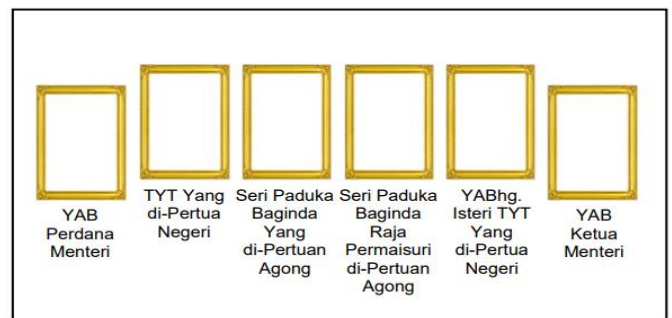 YAB
Perdana
Menteri
TYT Yang
di-Pertua
Negeri
Seri Paduka
Baginda
Yang
di-Pertuan
Agong
Seri Paduka
Baginda
Raja
Permaisuri
di-Pertuan
Agong
YABhg.
Isteri TYT
Yang
di-Pertua
Negeri
YAB
Ketua
Menteri